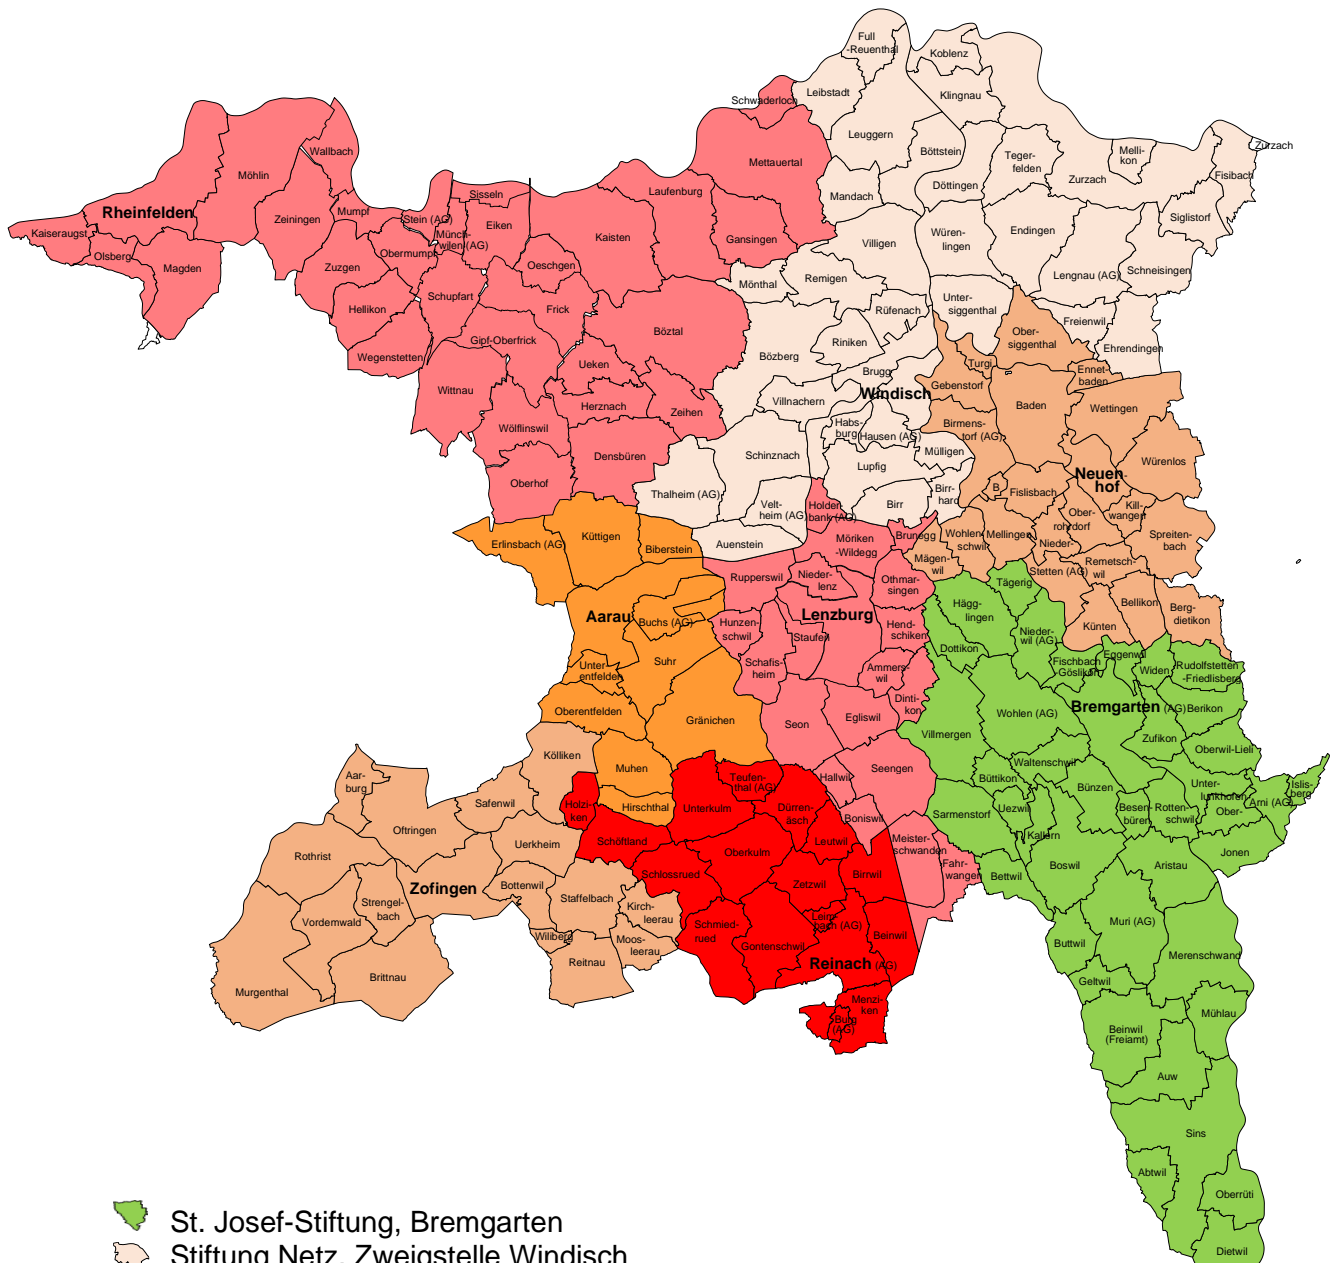 Full
-Reuenthal
Koblenz
Leibstadt
Klingnau
Schwaderloch
Leuggern
Böttstein
Teger-
felden
Melli-
kon
Zurzach
Zurzach
Fisibach
Wallbach
Möhlin
Mettauertal
Döttingen
Mandach
Siglistorf
Laufenburg
Sisseln
Rheinfelden
Mumpf
Stein (AG)
Eiken
Zeiningen
Kaiseraugst
Münch-
wilen (AG)
Kaisten
Gansingen
Villigen
Würen-
lingen
Endingen
Olsberg
Magden
Obermumpf
Zuzgen
Oeschgen
Lengnau (AG)
Schneisingen
Mönthal
Remigen
Schupfart
Hellikon
Frick
Rüfenach
Unter-
siggenthal
Freienwil
Böztal
Ober-
siggenthal
Gipf-Oberfrick
Riniken
Ehrendingen
Wegenstetten
Bözberg
Ueken
Turgi
Ennet-
baden
Brugg
Gebenstorf
Wittnau
Windisch
Villnachern
Herznach
Zeihen
Baden
Wettingen
Wölflinswil
Habs-
burg
Hausen (AG)
Birmens-
torf (AG)
Mülligen
Densbüren
Schinznach
Lupfig
Würenlos
Oberhof
Neuen
hof
Thalheim (AG)
Velt-
heim (AG)
Birr-
hard
Birr
B.
Fislisbach
Holder-
bank (AG)
Ober-
rohrdorf
Kill-
wangen
Küttigen
Erlinsbach (AG)
Biberstein
Auenstein
Möriken
-Wildegg
Brunegg
Wohlen-
schwil
Mellingen
Nieder-
Spreiten-
bach
Mägen-
wil
Stetten (AG)
Remetsch-
wil
Rupperswil
Nieder-
lenz
Othmar-
singen
Tägerig
Hägg-
lingen
Bellikon
Berg-
dietikon
Aarau
Buchs (AG)
Lenzburg
Hunzen-
schwil
Staufen
Hend-
schiken
Künten
Nieder-
wil (AG)
Dottikon
Suhr
Schafis-
heim
Unter-
entfelden
Ammers-
wil
Fischbach
-Göslikon
Eggenwil
Widen
Rudolfstetten
-Friedlisberg
Oberentfelden
Gränichen
Seon
Egliswil
Dinti-
kon
Wohlen (AG)
Bremgarten (AG)
Berikon
Villmergen
Zufikon
Oberwil-Lieli
Kölliken
Muhen
Waltenschwil
Aar-
burg
Teufen-
thal (AG)
Hallwil
Seengen
Büttikon
Bünzen
Unter-
lunkhofen
Islis-
berg
Safenwil
Holzi-
ken
Hirschthal
Unterkulm
Dürren-
äsch
Boniswil
Sarmenstorf
Uezwil
Besen-
büren
Rotten-
schwil
Ober-
Arni (AG)
Oftringen
Schöftland
Leutwil
Meister-
schwanden
Kallern
Uerkheim
Oberkulm
Jonen
Rothrist
Fahr-
wangen
Boswil
Aristau
Schlossrued
Birrwil
Bettwil
Zofingen
Bottenwil
Zetzwil
Staffelbach
Strengel-
bach
Kirch-
leerau
Vordemwald
Schmied-
rued
Leim-
bach (AG)
Muri (AG)
Beinwil
Wiliberg
Moos-
leerau
Gontenschwil
Buttwil
Merenschwand
Reitnau
Reinach (AG)
Brittnau
Murgenthal
Geltwil
Menzi-
ken
Mühlau
Burg
(AG)
Beinwil
(Freiamt)
Auw
Sins
Abtwil
Oberrüti
Dietwil
St. Josef-Stiftung, Bremgarten
Stiftung Netz, Zweigstelle Windisch